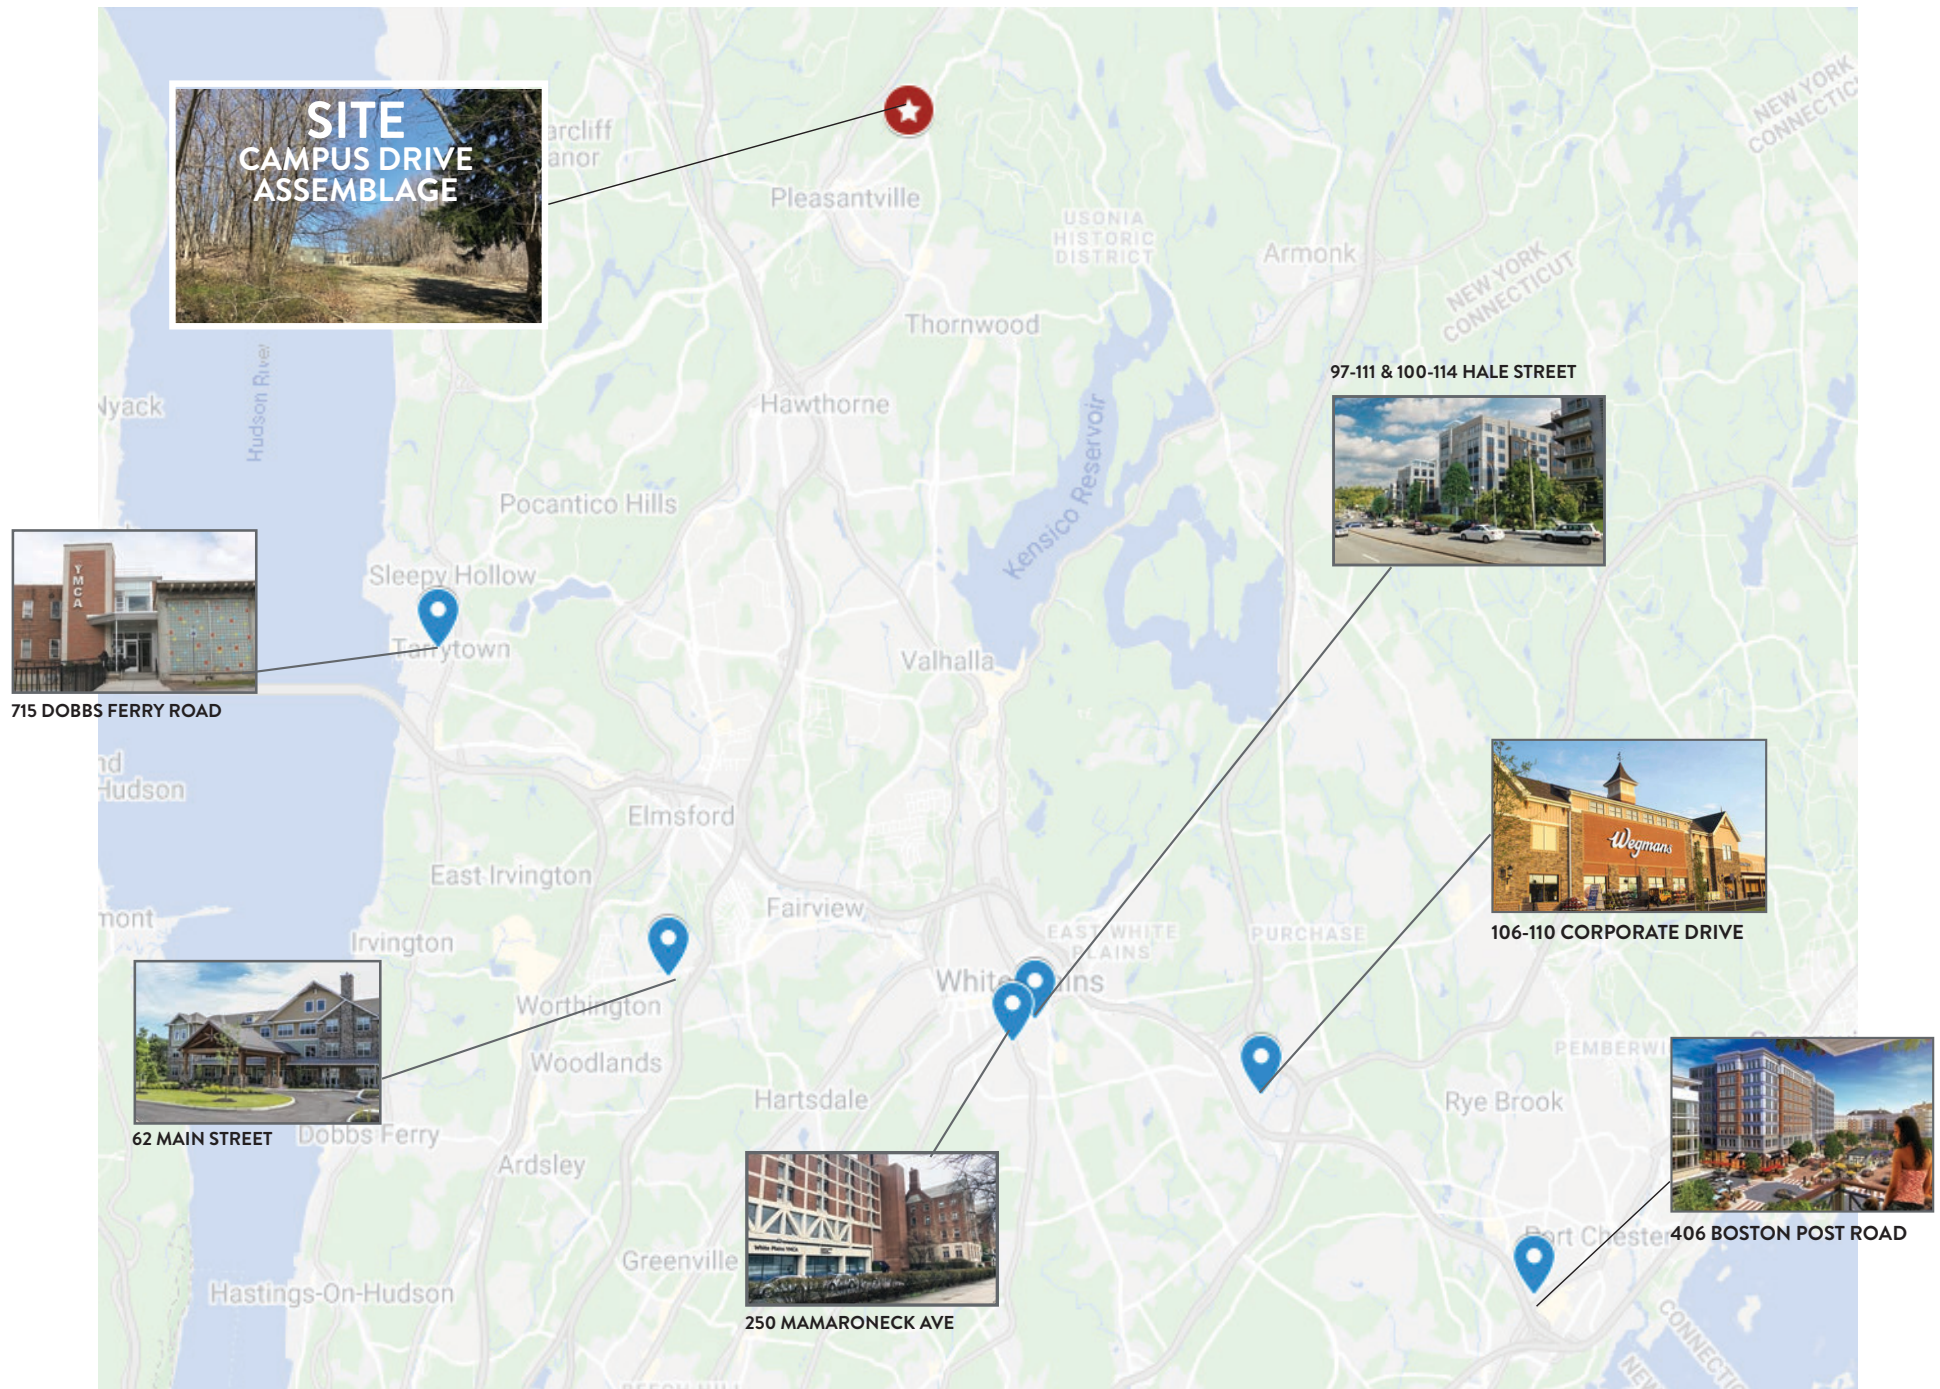 SITE
CAMPUS DRIVE
ASSEMBLAGE
arcliff
anor
Pleasantville
USONIA
HISTORIC
DISTRICT
Armonk
NEW YORK
NEW YORK
CONNECTICUT
Thornwood
Nyack
Hudson River
Hawthorne
97-111 & 100-114 HALE STREET
Kensico Reservoir
Pocantico Hills
Sleepy Hollow
YMCA
Tarrytown
Valhalla
715 DOBBS FERRY ROAD
Hudson
Elmsford
Wegmans
East Irvington
Fairview
mont
Irvington
EAST WHITE
PLAINS
PURCHASE
106-110 CORPORATE DRIVE
White
ins
Worthington
Woodlands
PEMBERWI
Hartsdale
Rye Brook
62 MAIN STREET
Dobbs Ferry
Ardsley
White Plains YMCA
Port Chester
406 BOSTON POST ROAD
Greenville
Hastings-On-Hudson
250 MAMARONECK AVE